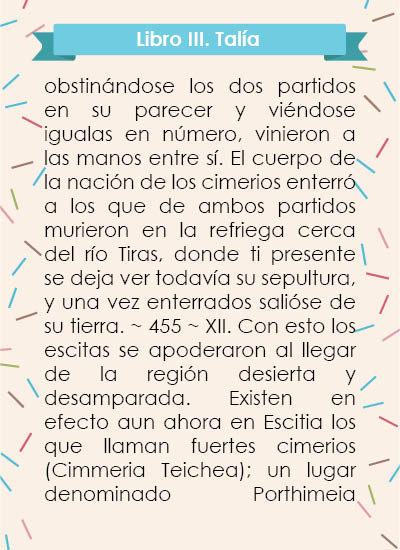 Libro III. Talía
obstinándose los dos partidos
en su parecer y viéndose
igualas en número, vinieron a
las manos entre sí. El cuerpo de
la nación de los cimerios enterró
a los que de ambos partidos
murieron en la refriega cerca
del río Tiras, donde ti presente
se deja ver todavía su sepultura,
y una vez enterrados salióse de
su tierra. ~ 455 ~ XII. Con esto los
escitas se apoderaron al llegar
de la región desierta y
desamparada. Existen en
efecto aun ahora en Escitia los
que llaman fuertes cimerios
(Cimmeria Teichea); un lugar
denominado Porthimeia